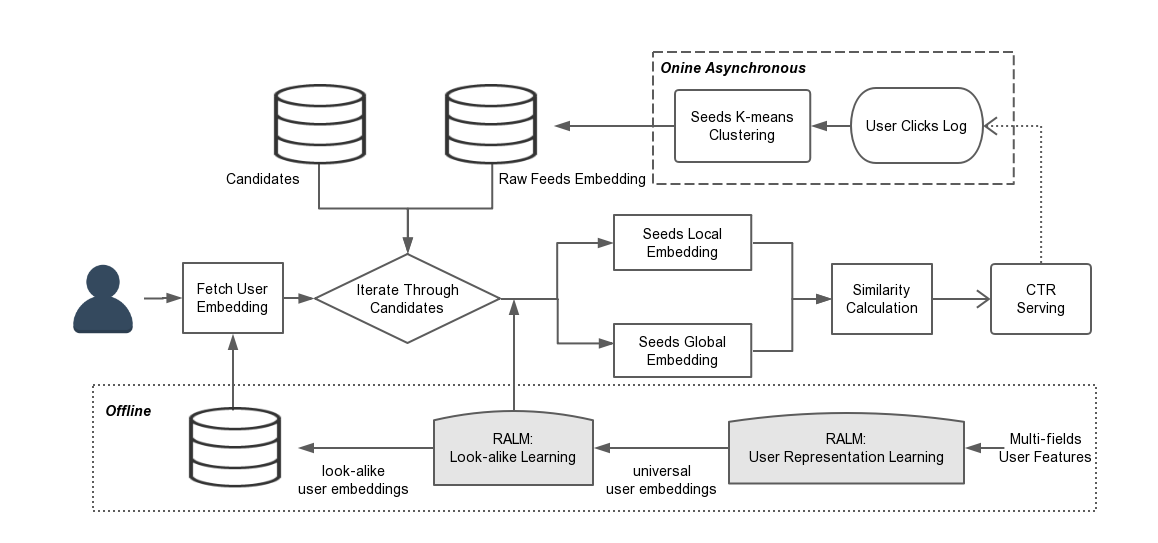 Onine Asynchronous
Seeds K-means
Clustering
User Clicks Log
Candidates
Raw Feeds Embedding
Seeds Local
Embedding
Fetch User
Embedding
Iterate Through
Candidates
Similarity
Calculation
CTR
Serving
Seeds Global
Embedding
Offline
RALM:
Look-alike Learning
RALM:
User Representation Learning
Multi-fields
User Features
look-alike
user embeddings
universal
user embeddings